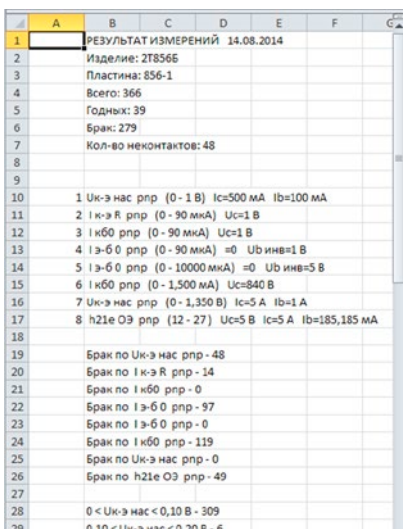 A B C D E F G
1 РЕЗУЛЬТАТ ИЗМЕРЕНИЙ 14.08.2014
2 Изделие: 2Т856Б
3 Пластина: 856-1
4 Всего: 366
5 Годных: 39
6 Брак: 279
7 Кол-во неконтактов: 48
8
9
10 1 Uк-э нас pnp (0 - 1 В) Ic=500 мА Ib=100 мА
11 2 I к-э R pnp (0 - 90 мкА) Uc=1 В
12 3 I кб0 pnp (0 - 90 мкА) Uc=1 В
13 4 I э-б 0 pnp (0 - 90 мкА) =0 Ub инв=1 В
14 5 I э-б 0 pnp (0 - 10000 мкА) =0 Ub инв=5 В
15 6 I кб0 pnp (0 - 1,500 мА) Uc=840 В
16 7 Uк-э нас pnp (0 - 1,350 В) Ic=5 А Ib=1 А
17 8 h21е ОЭ pnp (12 - 27) Uc=5 В Ic=5 А Ib=185,185 мА
18
19 Брак по Uк-э нас pnp - 48
20 Брак по I к-э R pnp - 14
21 Брак по I кб0 pnp - 0
22 Брак по I э-б 0 pnp - 97
23 Брак по I э-б 0 pnp - 0
24 Брак по I кб0 pnp - 119
25 Брак по Uк-э нас pnp - 0
26 Брак по h21е ОЭ pnp - 49
27
28 0 < Uк-э нас < 0,10 В - 309
29 0,10 < Uк-э нас < 0,20 В - 6